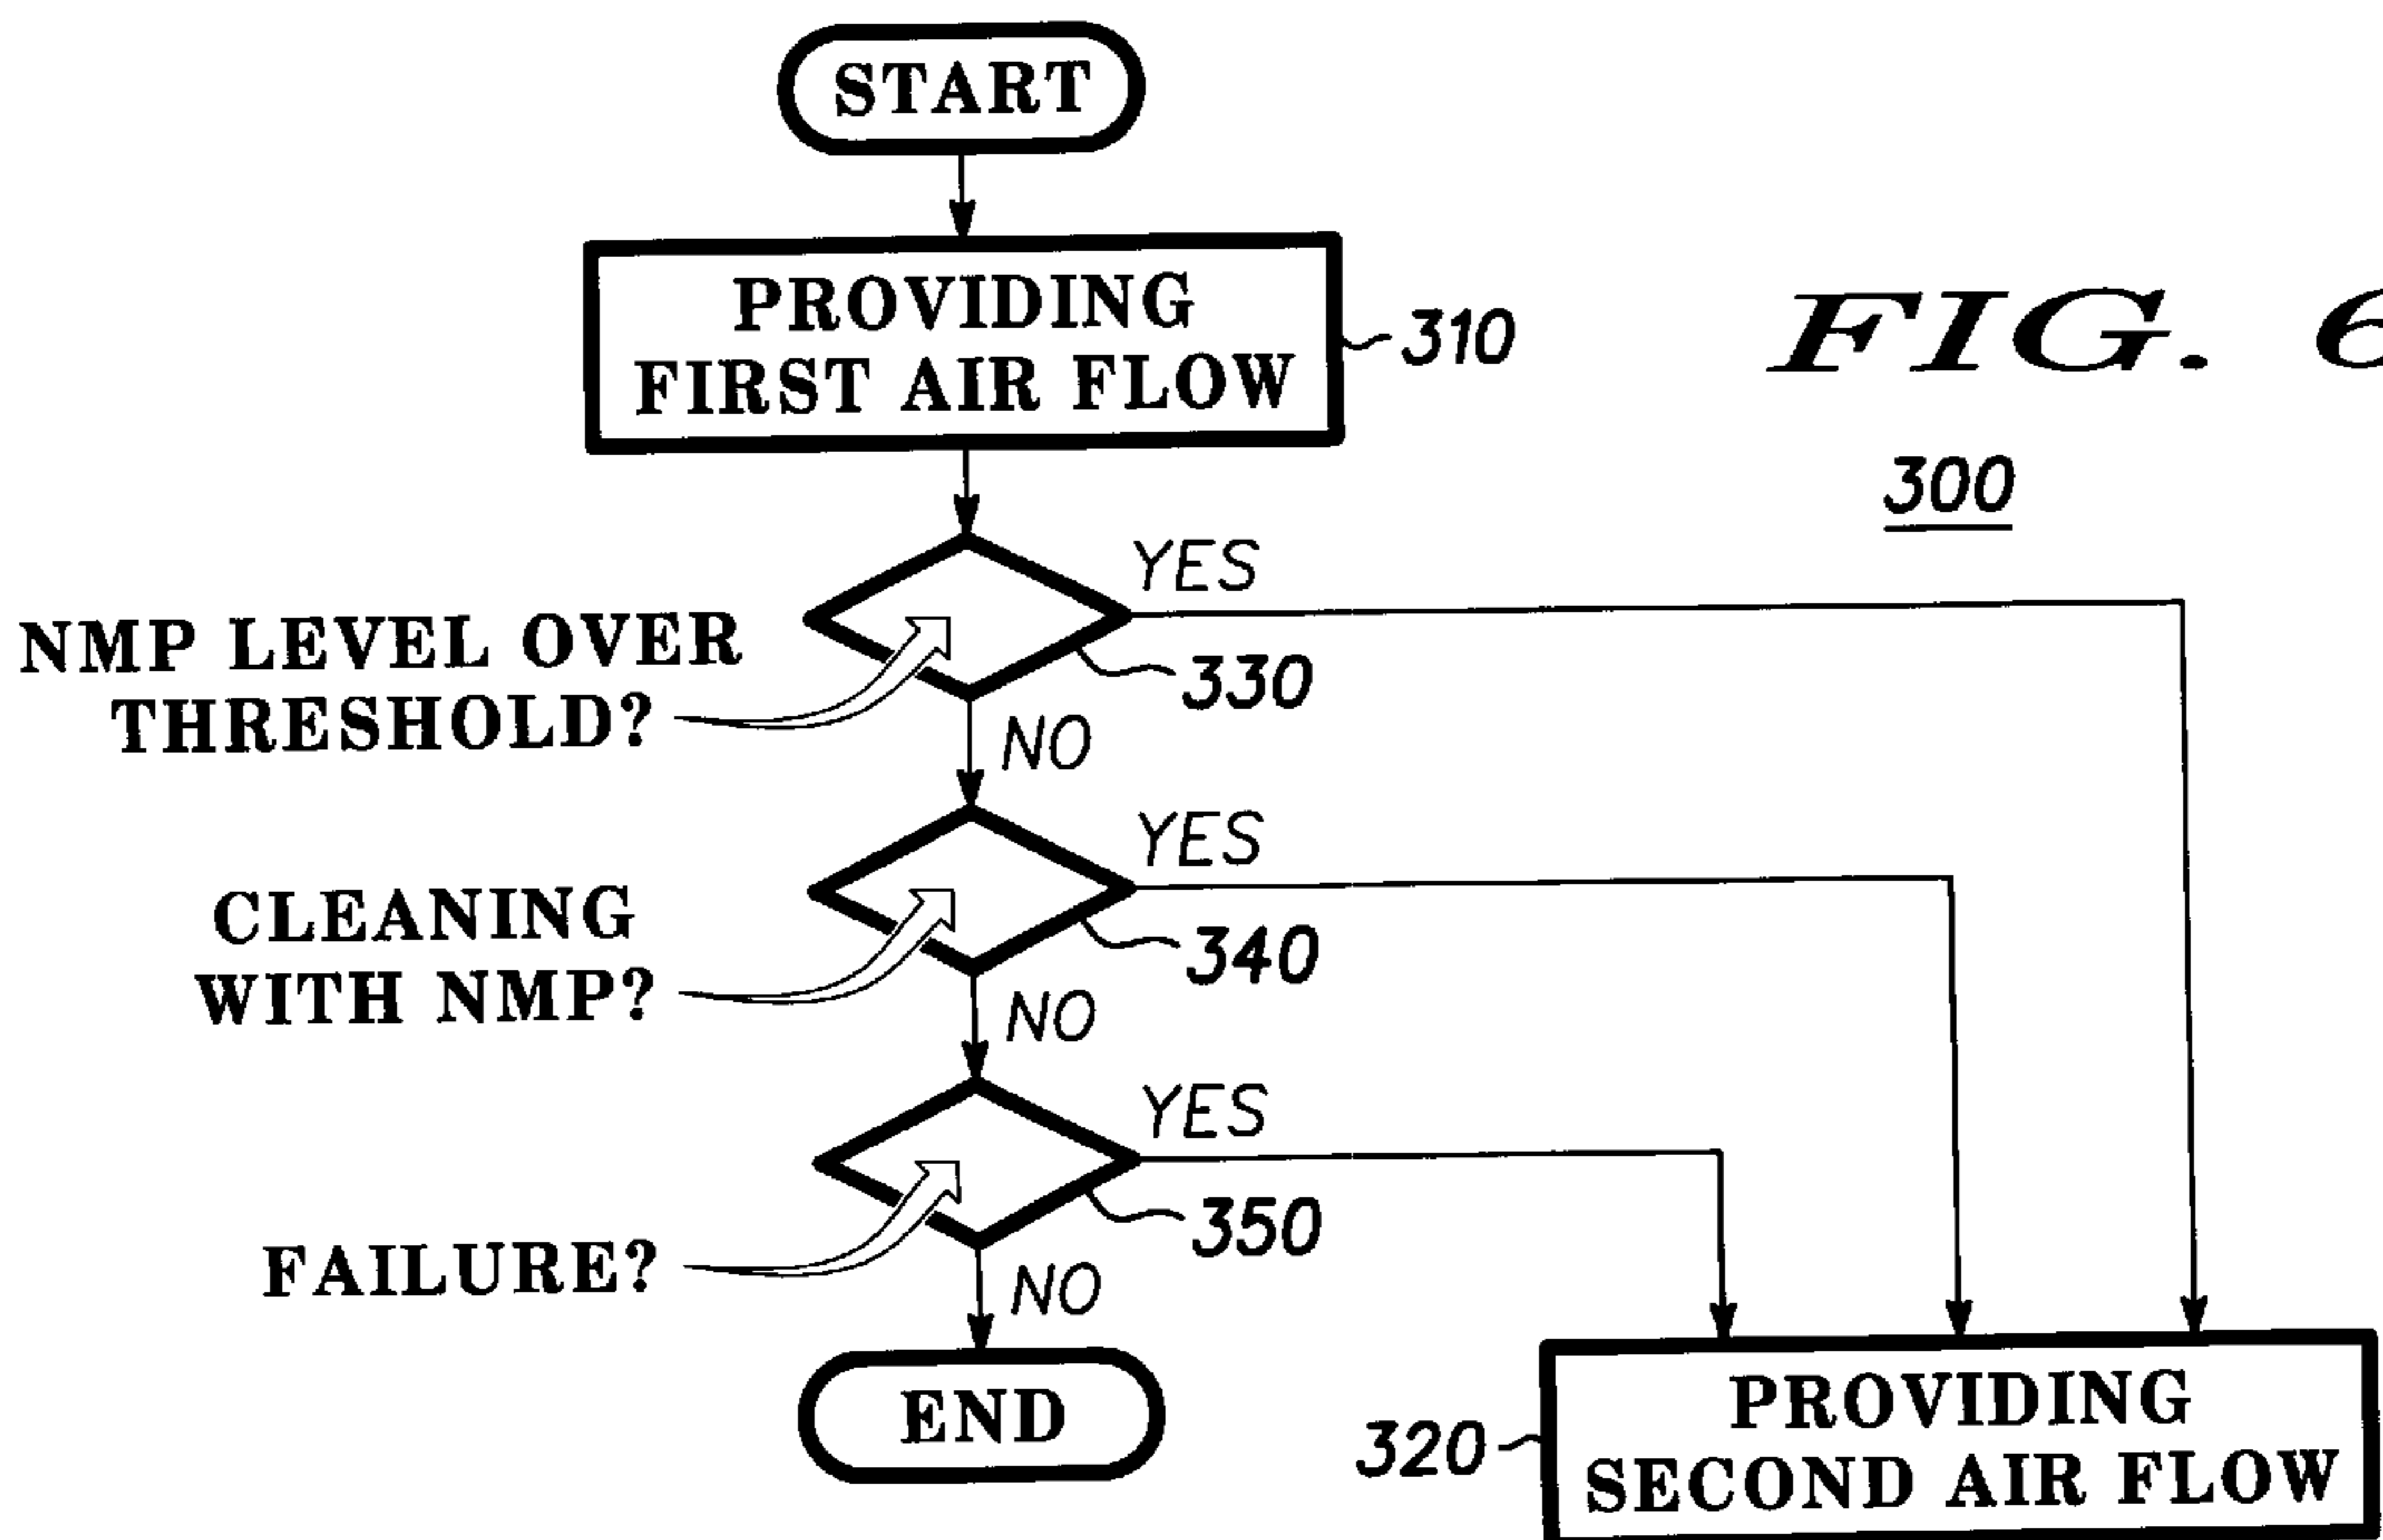 START
PROVIDING
FIRST AIR FLOW
310
FIG. 6
300
YES
NMP LEVEL OVER
THRESHOLD?
330
NO
YES
CLEANING
WITH NMP?
340
NO
YES
FAILURE?
350
NO
END
320
PROVIDING
SECOND AIR FLOW